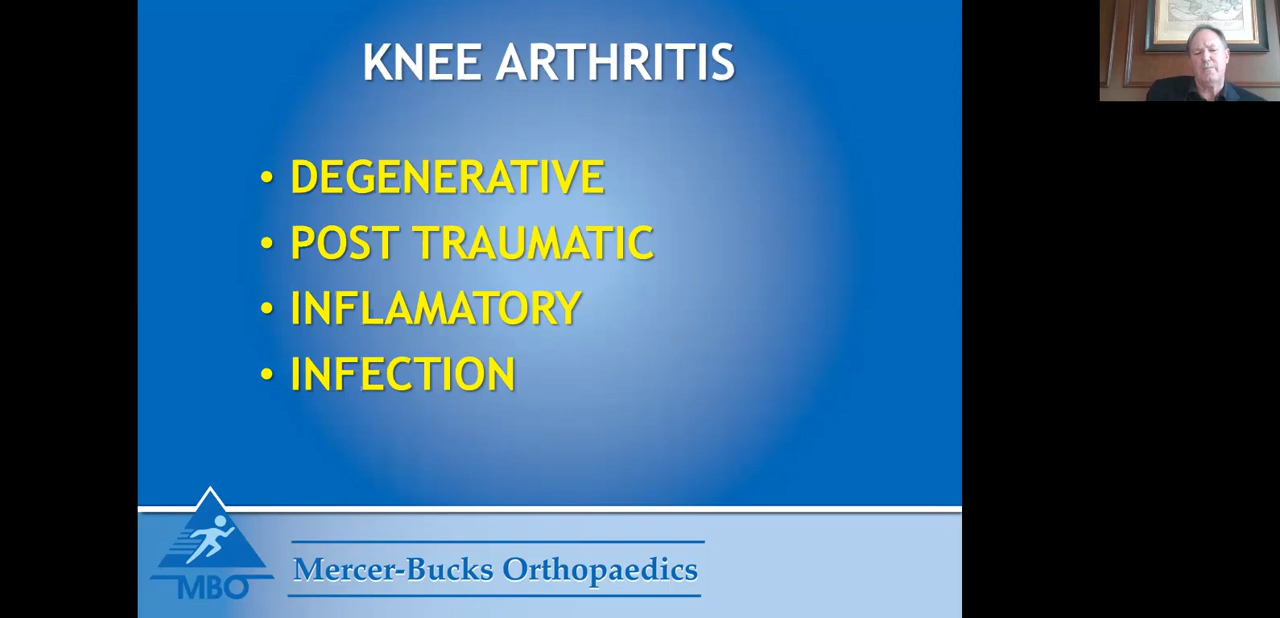 KNEE ARTHRITIS
• DEGENERATIVE
• POST TRAUMATIC
• INFLAMATORY
• INFECTION
MBO
Mercer-Bucks Orthopaedics